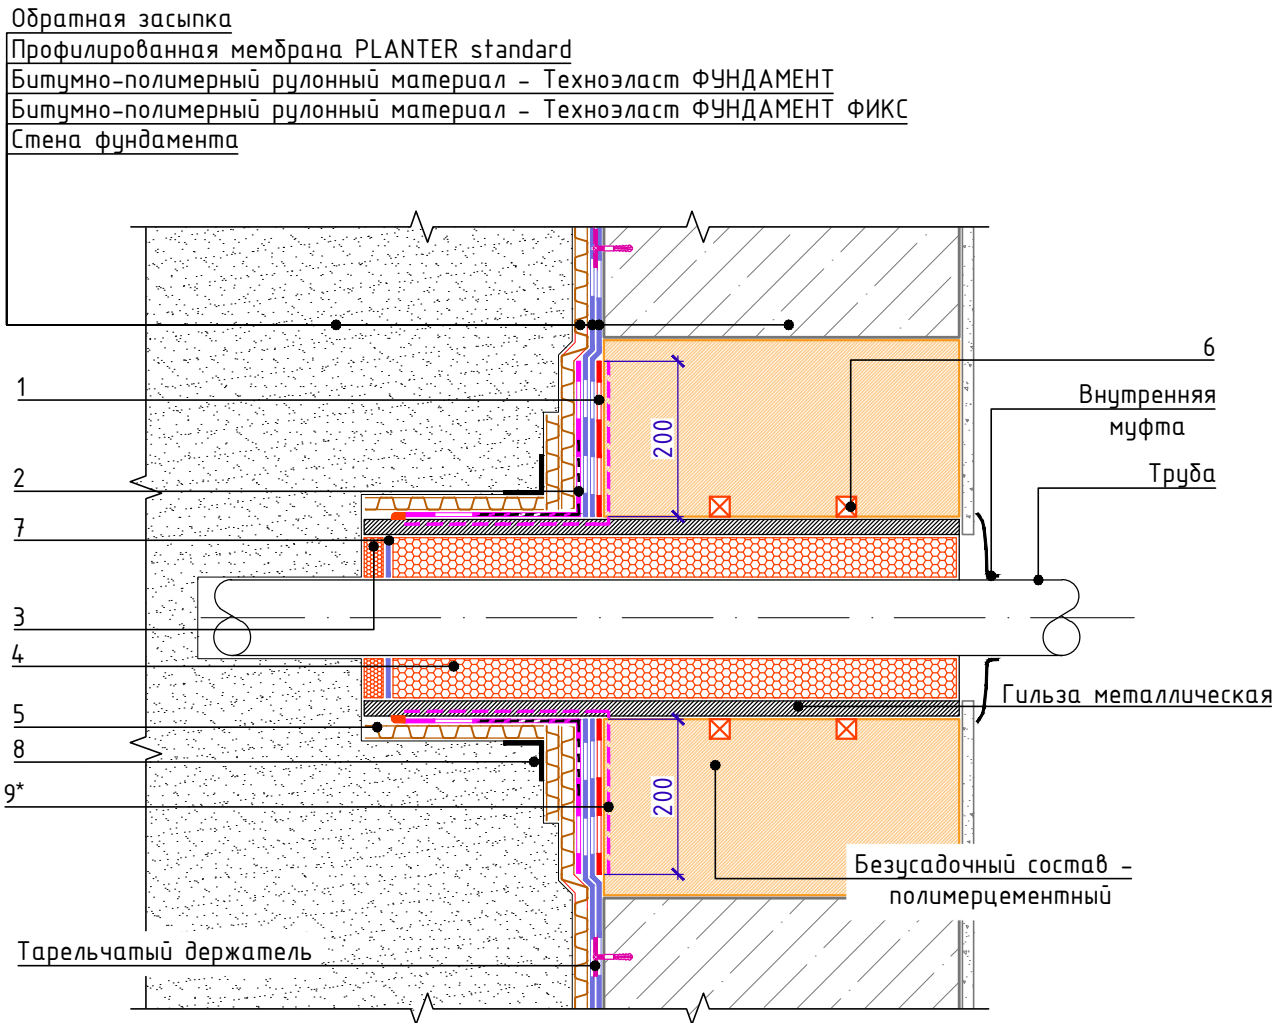 Обратная засыпка
Профилированная мембрана PLANTER standard
Битумно-полимерный рулонный материал - Техноэласт ФУНДАМЕНТ
Битумно-полимерный рулонный материал - Техноэласт ФУНДАМЕНТ ФИКС
Стена фундамента
6
1
Внутренняя
муфта
200
2
Труба
7
3
4
Гильза металлическая
5
8
9*
200
Безусадочный состав -
полимерцементный
Тарельчатый держатель